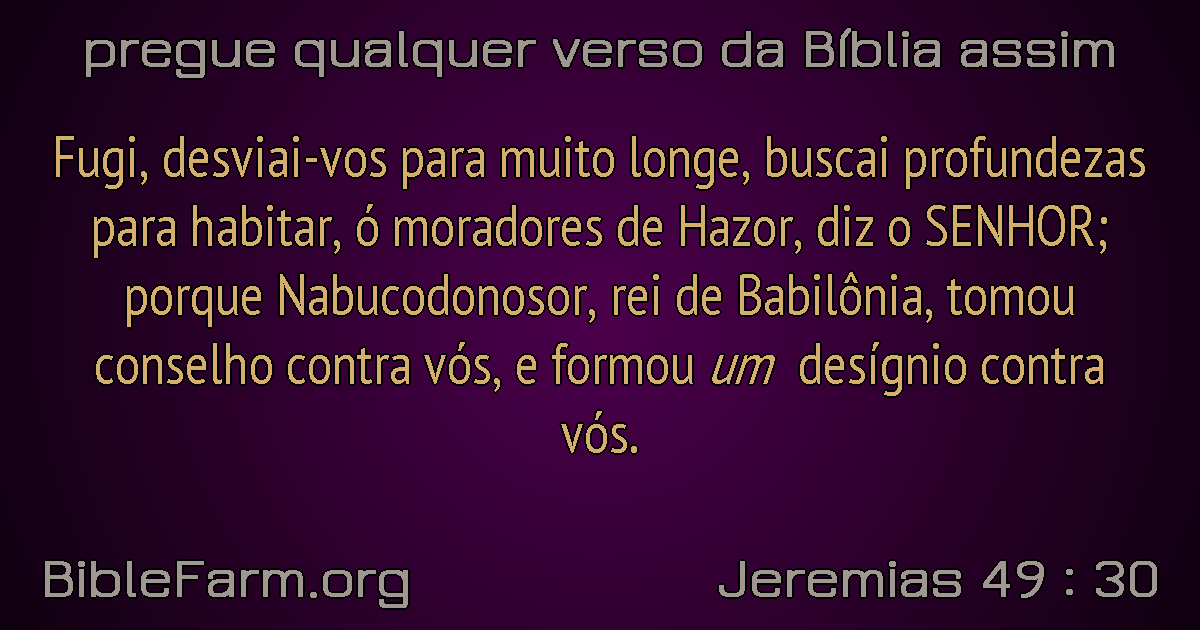 pregue qualquer verso da Bíblia assim
Fugi, desviai-vos para muito longe, buscai profundezas
para habitar, ó moradores de Hazor, diz o SENHOR;
porque Nabucodonosor, rei de Babilônia, tomou
conselho contra vós, e formou um desígnio contra
vós.
BibleFarm.org
Jeremias 49 : 30